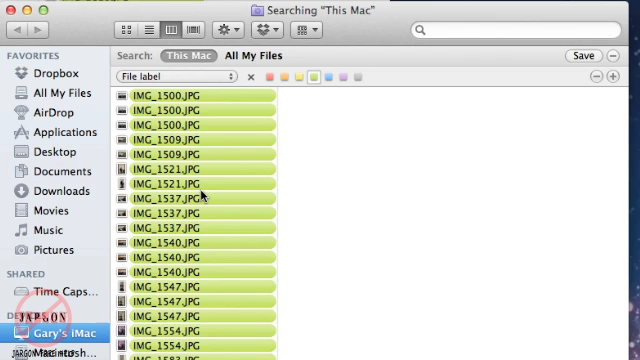 Searching "This Mac"
Search: This Mac All My Files Save
File label
FAVORITES
Dropbox
All My Files
AirDrop
Applications
Desktop
Documents
Downloads
Movies
Music
Pictures
SHARED
Time Caps...
Gary's iMac
IMG_1500.JPG
IMG_1500.JPG
IMG_1500.JPG
IMG_1509.JPG
IMG_1509.JPG
IMG_1521.JPG
IMG_1521.JPG
IMG_1537.JPG
IMG_1537.JPG
IMG_1537.JPG
IMG_1540.JPG
IMG_1540.JPG
IMG_1540.JPG
IMG_1547.JPG
IMG_1547.JPG
IMG_1547.JPG
IMG_1554.JPG
IMG_1554.JPG
JARGON